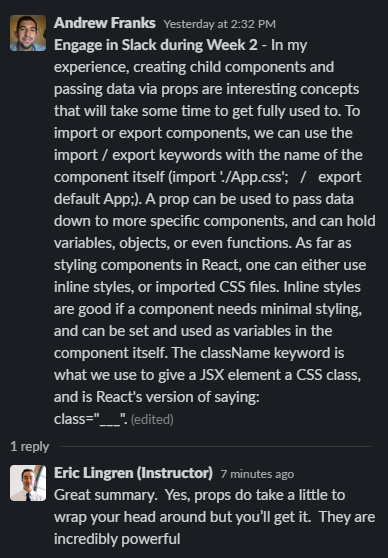 Andrew Franks Yesterday at 2:32 PM
Engage in Slack during Week 2 - In my
experience, creating child components and
passing data via props are interesting concepts
that will take some time to get fully used to. To
import or export components, we can use the
import / export keywords with the name of the
component itself (import './App.css'; / export
default App;). A prop can be used to pass data
down to more specific components, and can hold
variables, objects, or even functions. As far as
styling components in React, one can either use
inline styles, or imported CSS files. Inline styles
are good if a component needs minimal styling,
and can be set and used as variables in the
component itself. The className keyword is
what we use to give a JSX element a CSS class,
and is React's version of saying:
class="___". (edited)
1 reply
Eric Lingren (Instructor) 7 minutes ago
Great summary. Yes, props do take a little to
wrap your head around but you'll get it. They are
incredibly powerful